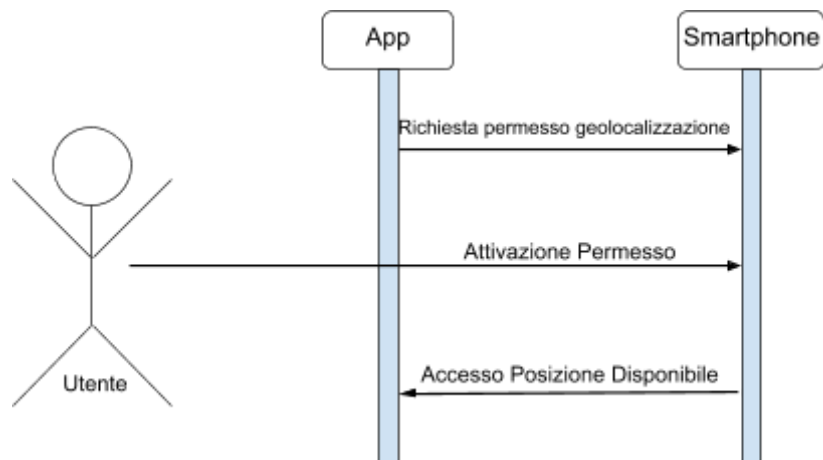 App
Smartphone
Richiesta permesso geolocalizzazione
Attivazione Permesso
Accesso Posizione Disponibile
Utente